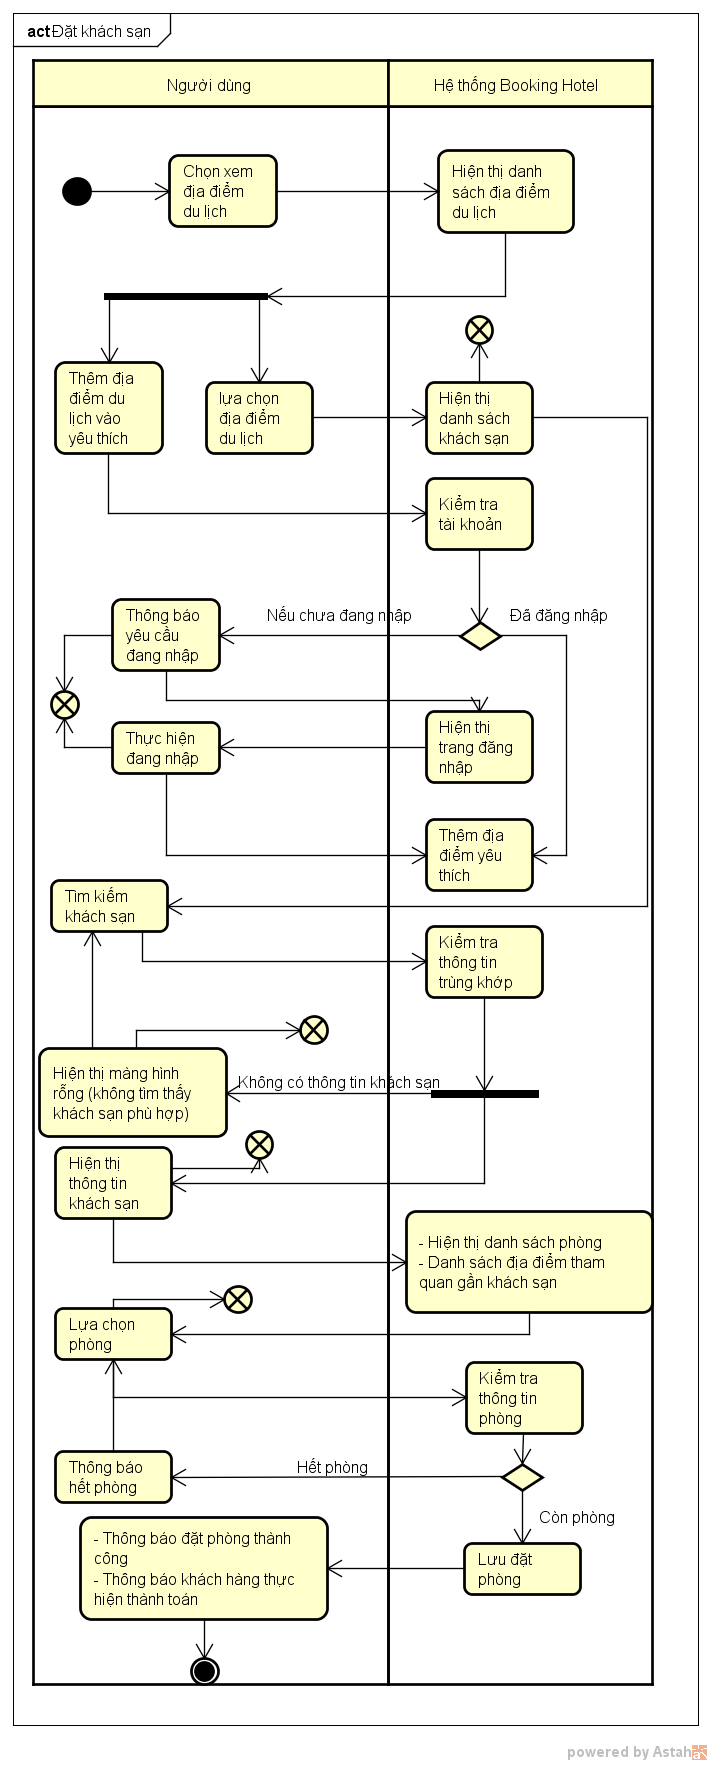 act Đặt khách sạn
Người dùng
Hệ thống Booking Hotel
Chọn xem
địa điểm
du lịch
Hiện thị danh
sách địa điểm
du lịch
Thêm địa
điểm du
lịch vào
yêu thích
lựa chọn
địa điểm
du lịch
Hiện thị
danh sách
khách sạn
Kiểm tra
tài khoản
Nếu chưa đang nhập
Đã đăng nhập
Thông báo
yêu cầu
đang nhập
Thực hiện
đang nhập
Hiện thị
trang đăng
nhập
Thêm địa
điểm yêu
thích
Tìm kiếm
khách sạn
Kiểm tra
thông tin
trùng khớp
Hiện thị màng hình
rỗng (không tìm thấy
khách sạn phù hợp)
Không có thông tin khách sạn
Hiện thị
thông tin
khách sạn
- Hiện thị danh sách phòng
- Danh sách địa điểm tham
quan gần khách sạn
Lựa chọn
phòng
Kiểm tra
thông tin
phòng
Thông báo
hết phòng
Hết phòng
Còn phòng
- Thông báo đặt phòng thành
công
- Thông báo khách hàng thực
hiện thành toán
Lưu đặt
phòng
powered by Astah